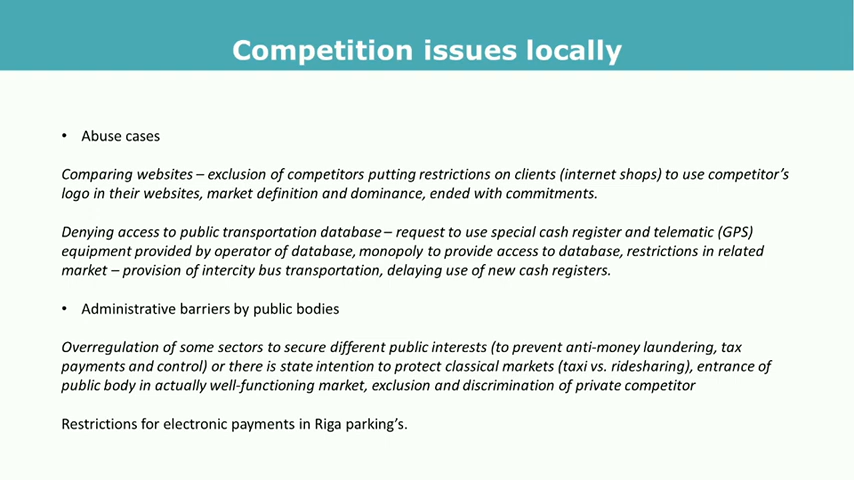 Competition issues locally
• Abuse cases
Comparing websites – exclusion of competitors putting restrictions on clients (internet shops) to use competitor’s
logo in their websites, market definition and dominance, ended with commitments.
Denying access to public transportation database – request to use special cash register and telematic (GPS)
equipment provided by operator of database, monopoly to provide access to database, restrictions in related
market – provision of intercity bus transportation, delaying use of new cash registers.
• Administrative barriers by public bodies
Overregulation of some sectors to secure different public interests (to prevent anti-money laundering, tax
payments and control) or there is state intention to protect classical markets (taxi vs. ridesharing), entrance of
public body in actually well-functioning market, exclusion and discrimination of private competitor
Restrictions for electronic payments in Riga parking’s.